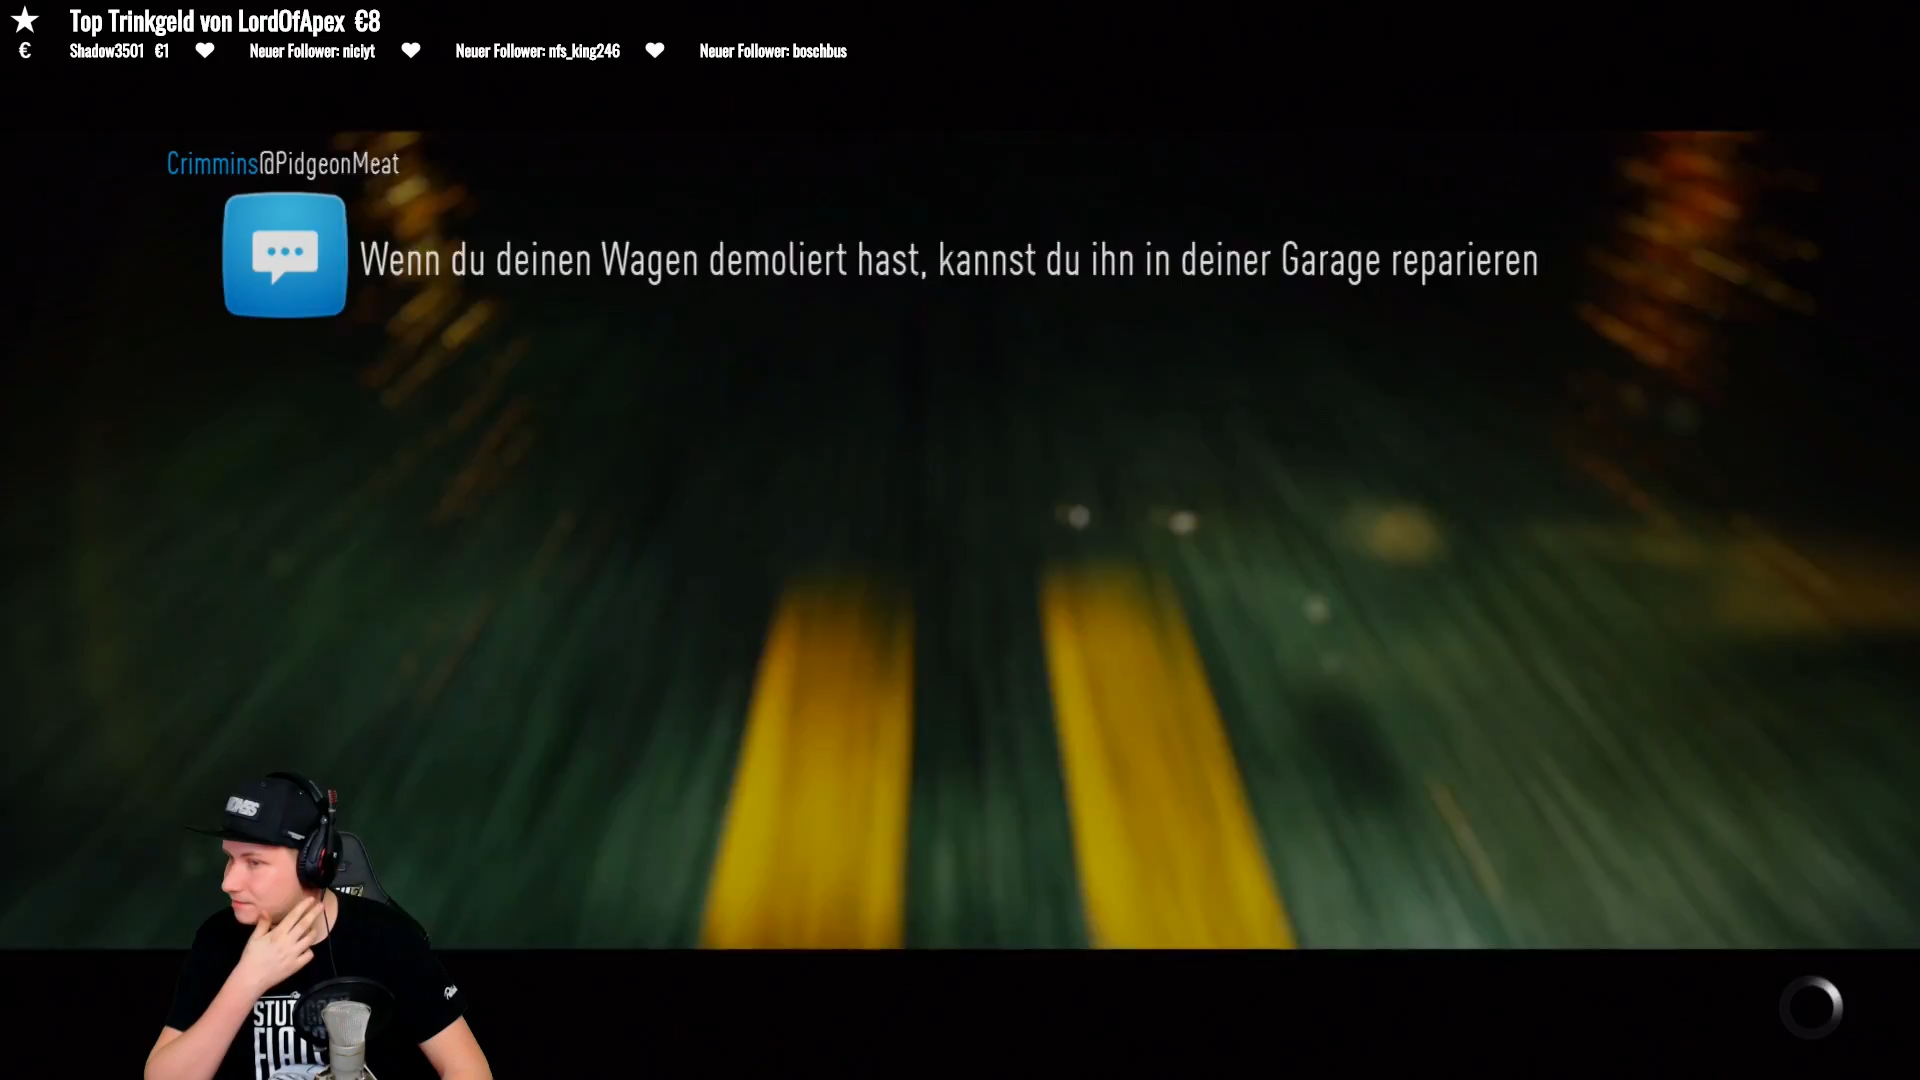 Top Trinkgeld von LordOfApex €8
€ Shadow3501 €1 Neuer Follower: niciyt Neuer Follower: nfs_king246 Neuer Follower: boschbus
Crimmins@PidgeonMeat
Wenn du deinen Wagen demoliert hast, kannst du ihn in deiner Garage reparieren